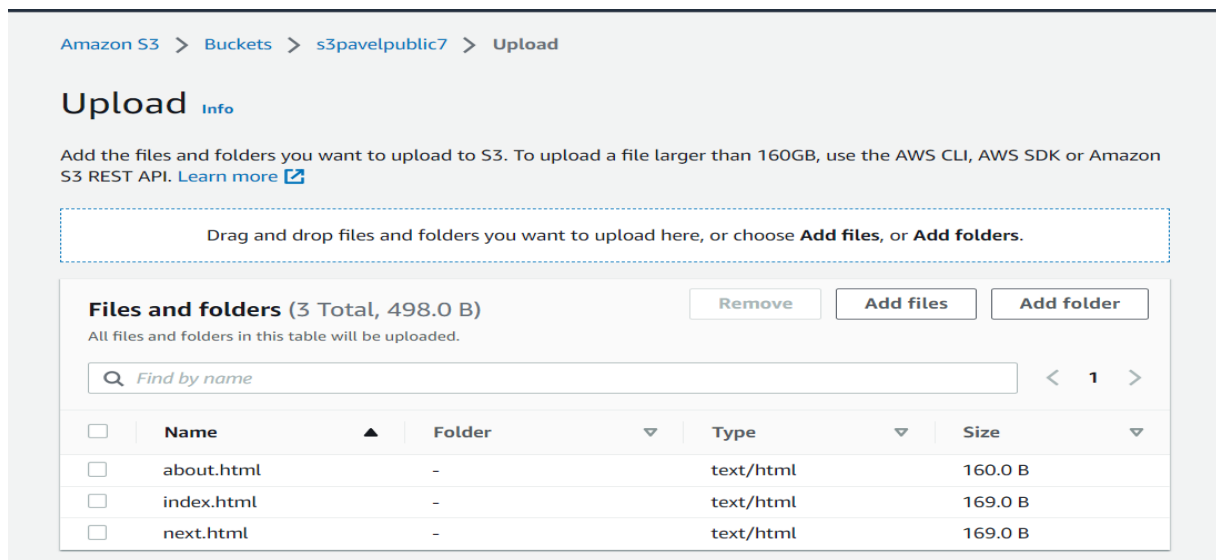 Amazon S3 > Buckets > s3pavelpublic7 > Upload
Upload Info
Add the files and folders you want to upload to S3. To upload a file larger than 160GB, use the AWS CLI, AWS SDK or Amazon
S3 REST API. Learn more
Drag and drop files and folders you want to upload here, or choose Add files, or Add folders.
Files and folders (3 Total, 498.0 B) Remove Add files Add folder
All files and folders in this table will be uploaded.
Find by name < 1 >
Name Folder Type Size
about.html - text/html 160.0 B
index.html - text/html 169.0 B
next.html - text/html 169.0 B